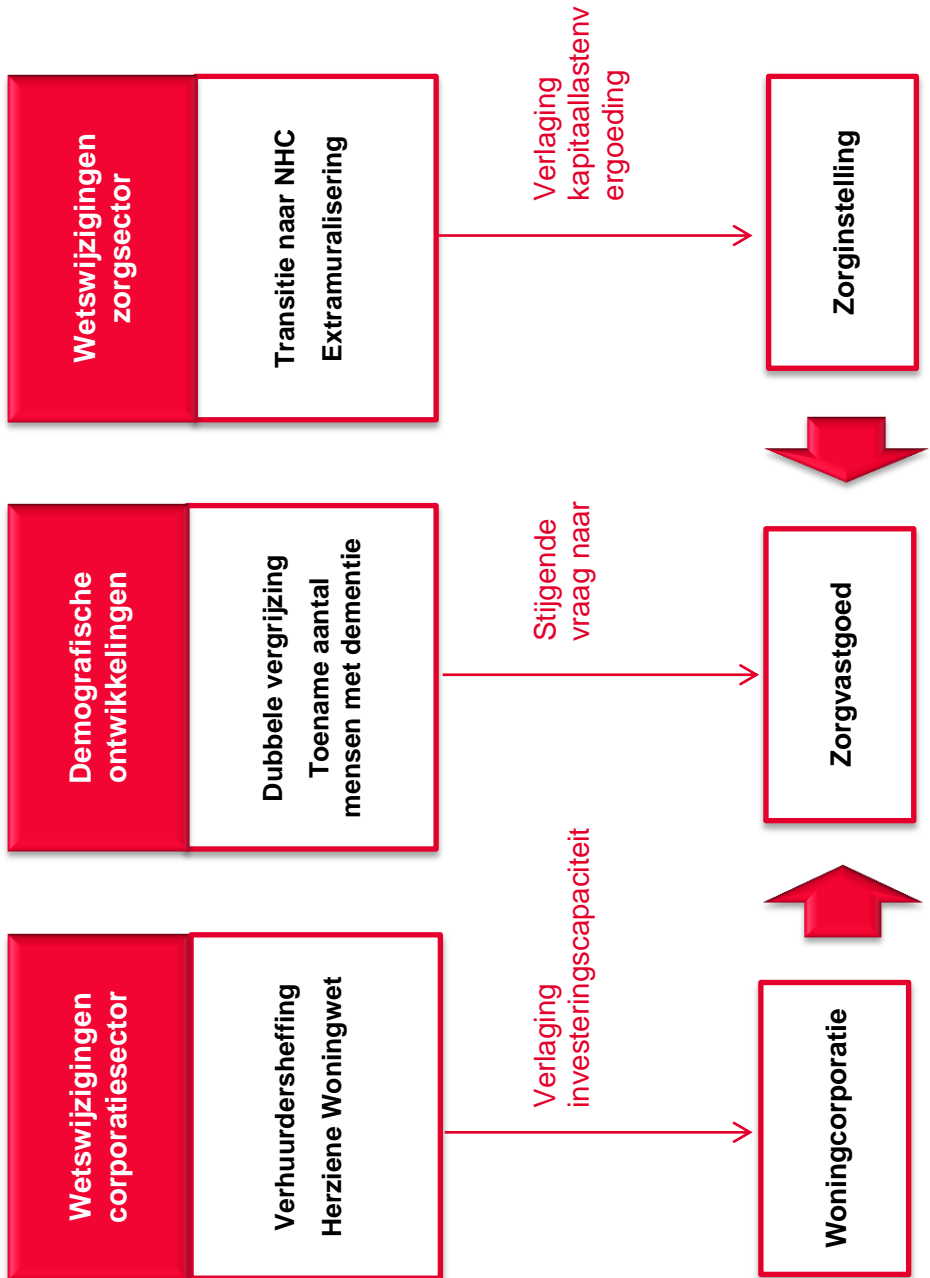 Wetswijzigingen
corporatiesector
Verhuurdersheffing
Herziene Woningwet
Verlaging
investeringscapaciteit
Woningcorporatie
Demografische
ontwikkelingen
Dubbele vergrijzing
Toename aantal
mensen met dementie
Stijgende
vraag naar
Zorgvastgoed
Wetswijzigingen
zorgsector
Transitie naar NHC
Extramuralisering
Verlaging
kapitaallastenv
ergoeding
Zorginstelling